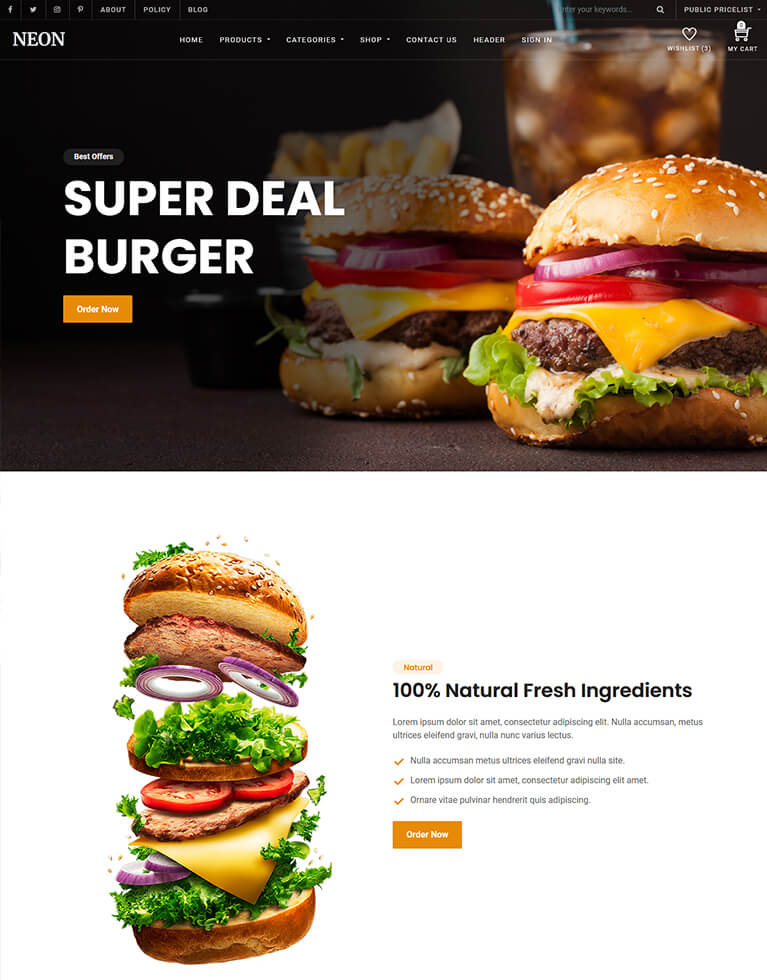 ABOUT POLICY BLOG
Enter your keywords...
PUBLIC PRICELIST
NEON
HOME PRODUCTS CATEGORIES SHOP CONTACT US HEADER SIGN IN
WISHLIST (3)
0
MY CART
Best Offers
SUPER DEAL
BURGER
Order Now
Natural
100% Natural Fresh Ingredients
Lorem ipsum dolor sit amet, consectetur adipiscing elit. Nulla accumsan, metus
ultrices eleifend gravi, nulla nunc varius lectus.
Nulla accumsan metus ultrices eleifend gravi nulla site.
Lorem ipsum dolor sit amet, consectetur adipiscing elit amet.
Ornare vitae pulvinar hendrerit quis adipiscing.
Order Now